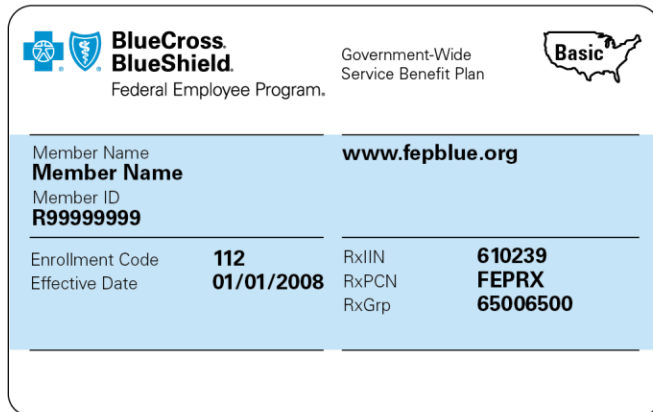 BlueCross.
BlueShield.
Federal Employee Program.
Government-Wide
Service Benefit Plan
Basic
Member Name
Member Name
Member ID
R99999999
www.fepblue.org
Enrollment Code 112
Effective Date 01/01/2008
RxIIN 610239
RxPCN FEPRX
RxGrp 65006500